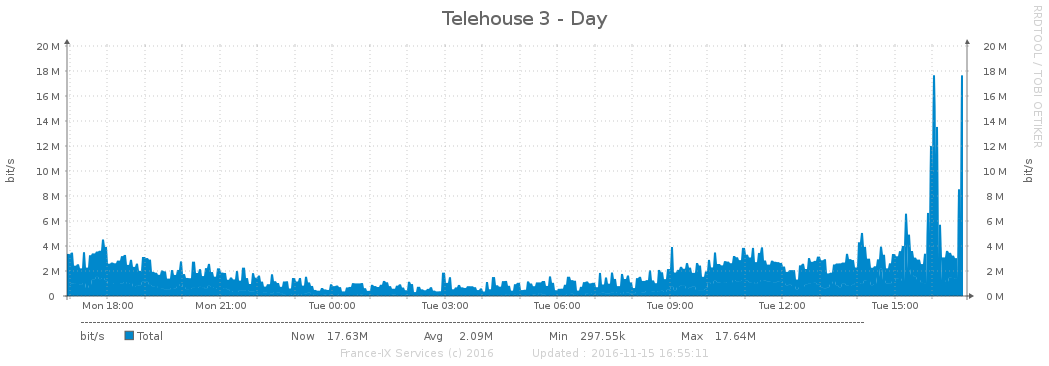 Telehouse 3 - Day
RRDTOOL / TOBI OETIKER
20 M 20 M
18 M 18 M
16 M 16 M
14 M 14 M
12 M 12 M
10 M 10 M
8 M 8 M
6 M 6 M
4 M 4 M
2 M 2 M
0 0 M
bit/s bit/s
Mon 18:00 Mon 21:00 Tue 00:00 Tue 03:00 Tue 06:00 Tue 09:00 Tue 12:00 Tue 15:00
bit/s Total Now 17.63M Avg 2.09M Min 297.55k Max 17.64M
France-IX Services (c) 2016 Updated : 2016-11-15 16:55:11